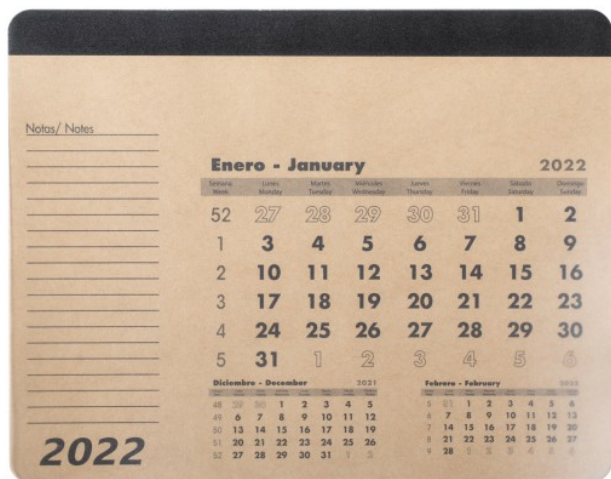 Notas/ Notes
Enero - January 2022
Semana Lunes Martes Miércoles Jueves Viernes Sábado Domingo
Week Monday Tuesday Wednesday Thursday Friday Saturday Sunday
52 27 28 29 30 31 1 2
1 3 4 5 6 7 8 9
2 10 11 12 13 14 15 16
3 17 18 19 20 21 22 23
4 24 25 26 27 28 29 30
5 31 1 2 3 4 5 6
Diciembre - December 2021
48 29 30 1 2 3 4 5
49 6 7 8 9 10 11 12
50 13 14 15 16 17 18 19
51 20 21 22 23 24 25 26
52 27 28 29 30 31 1 2
Febrero - February 2022
5 31 1 2 3 4 5 6
6 7 8 9 10 11 12 13
7 14 15 16 17 18 19 20
8 21 22 23 24 25 26 27
9 28 1 2 3 4 5 6
2022